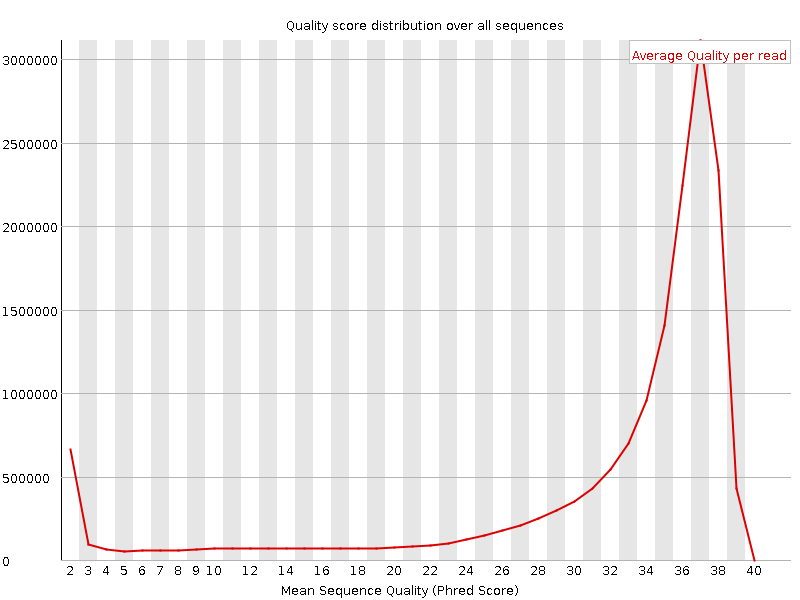 Quality score distribution over all sequences
Average Quality per read
3000000
2500000
2000000
1500000
1000000
500000
0
2 3 4 5 6 7 8 9 10 12 14 16 18 20 22 24 26 28 30 32 34 36 38 40
Mean Sequence Quality (Phred Score)